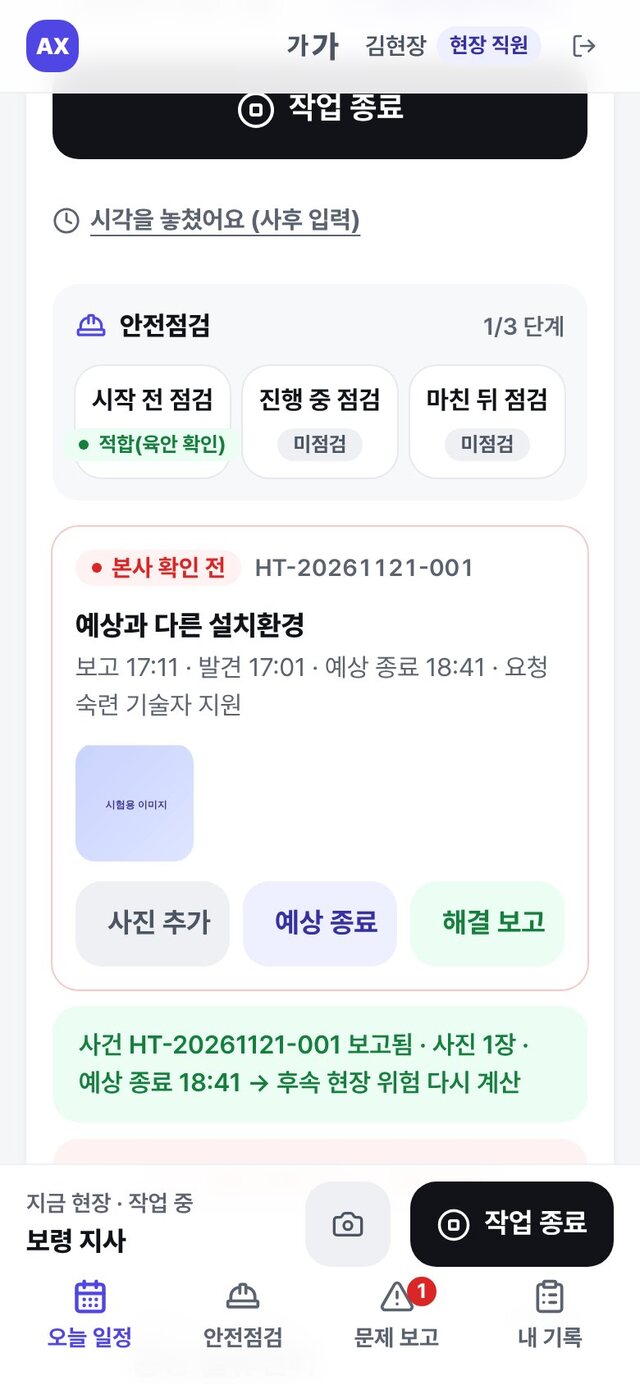 AX
가가 김현장 현장 직원
작업 종료
시각을 놓쳤어요 (사후 입력)
안전점검 1/3 단계
시작 전 점검 진행 중 점검 마친 뒤 점검
적합(육안 확인) 미점검 미점검
본사 확인 전 HT-20261121-001
예상과 다른 설치환경
보고 17:11 · 발견 17:01 · 예상 종료 18:41 · 요청
숙련 기술자 지원
시험용 이미지
사진 추가 예상 종료 해결 보고
사건 HT-20261121-001 보고됨 · 사진 1장 ·
예상 종료 18:41 → 후속 현장 위험 다시 계산
지금 현장 · 작업 중
보령 지사
작업 종료
1
오늘 일정 안전점검 문제 보고 내 기록